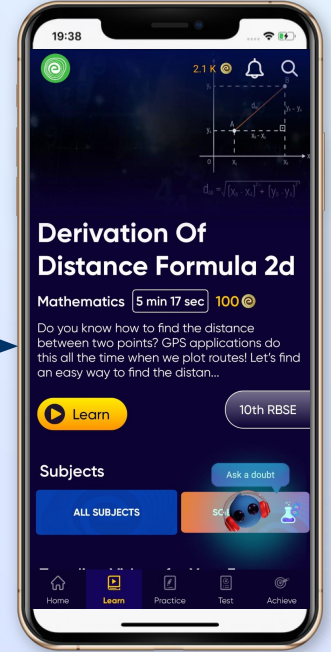 19:38
2.1 K
B
A
O
Derivation Of
Distance Formula 2d
Mathematics 5 min 17 sec 100
Do you know how to find the distance
between two points? GPS applications do
this all the time when we plot routes! Let's find
an easy way to find the distan...
Learn
10th RBSE
Subjects
Ask a doubt
ALL SUBJECTS
Home Learn Practice Test Achieve